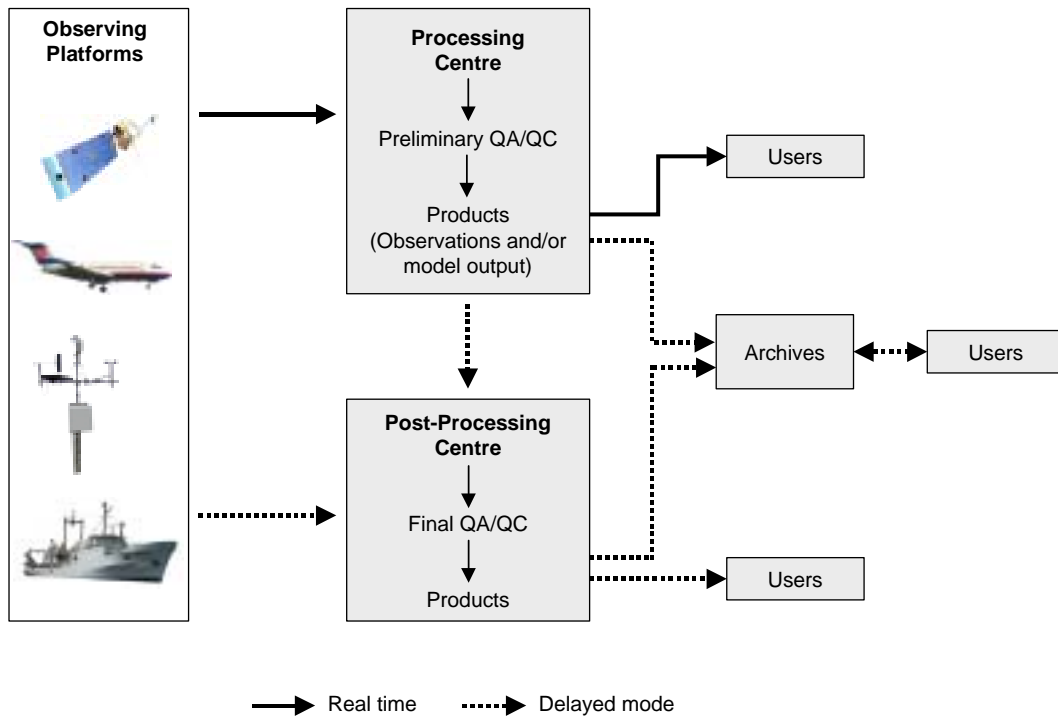 Observing
Platforms
Processing
Centre
Preliminary QA/QC
Products
(Observations and/or
model output)
Users
Archives
Users
Post-Processing
Centre
Final QA/QC
Products
Users
Real time
Delayed mode